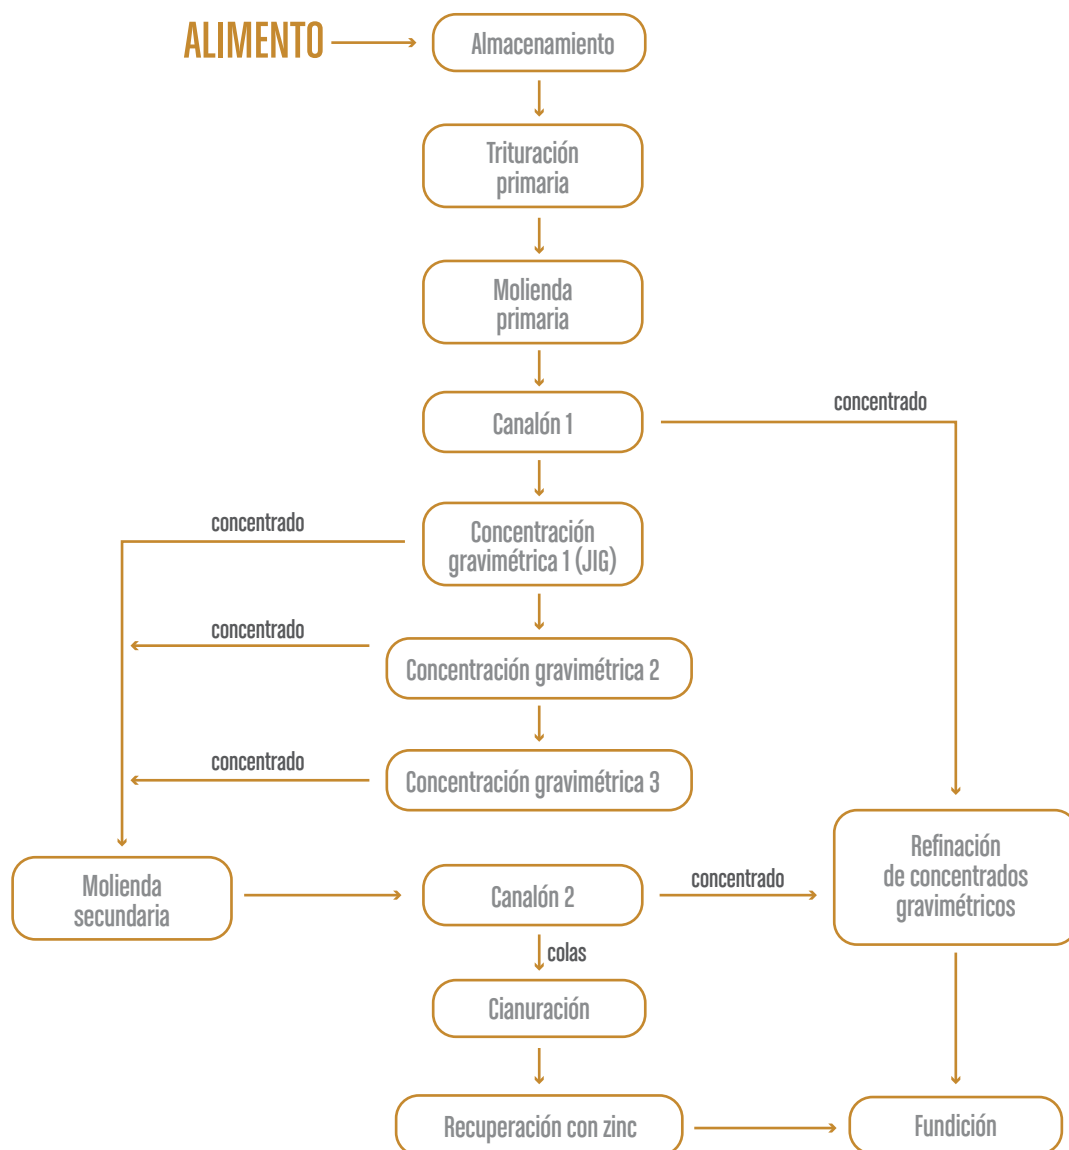 ALIMENTO
Almacenamiento
Trituración
primaria
Molienda
primaria
Canalón 1
concentrado
concentrado
Concentración
gravimétrica 1 (JIG)
concentrado
Concentración gravimétrica 2
concentrado
Concentración gravimétrica 3
Refinación
de concentrados
gravimétricos
Molienda
secundaria
Canalón 2
concentrado
colas
Cianuración
Recuperación con zinc
Fundición